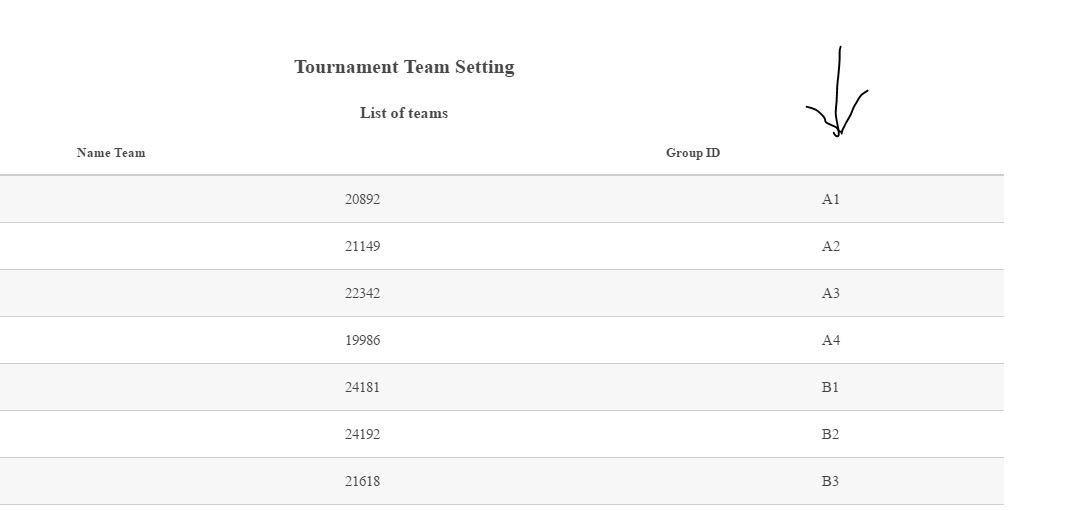 Tournament Team Setting
List of teams
Name Team Group ID
20892 A1
21149 A2
22342 A3
19986 A4
24181 B1
24192 B2
21618 B3